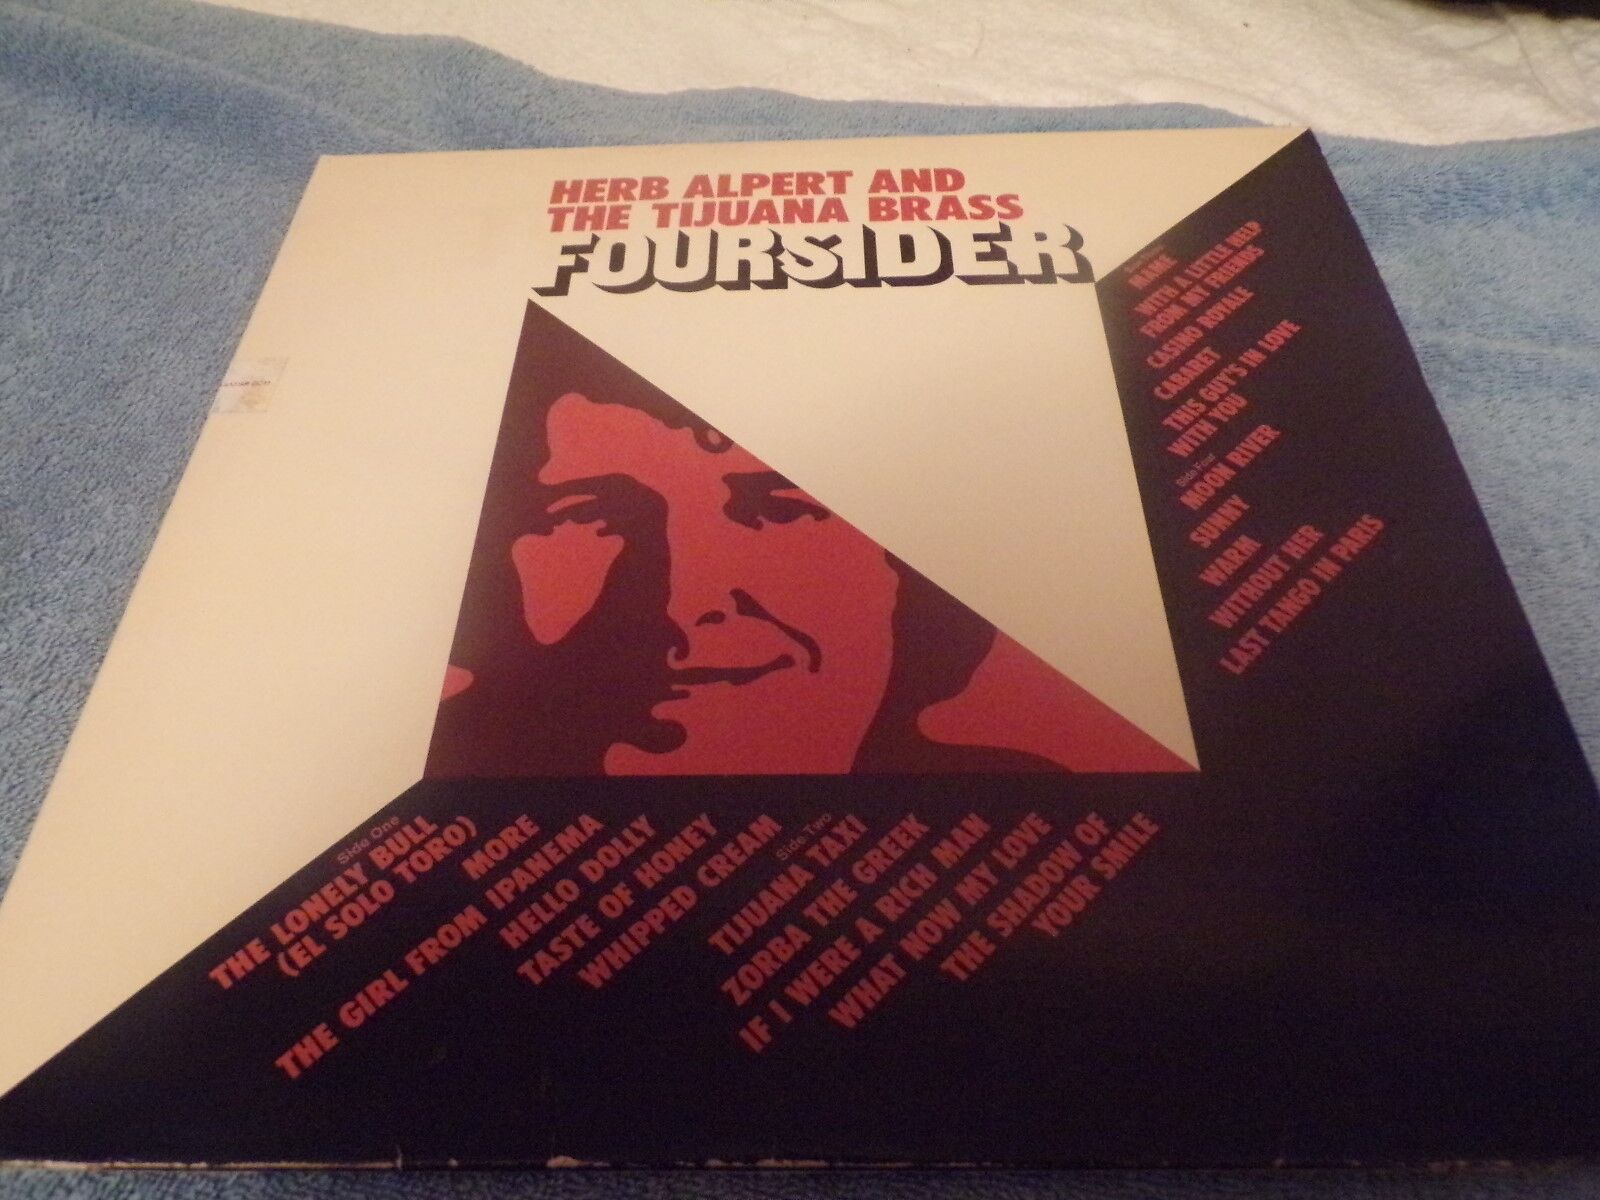 HERB ALPERT AND
THE TIJUANA BRASS
FOURSIDER
Side One
THE LONELY BULL
(EL SOLO TORO)
MORE
THE GIRL FROM IPANEMA
HELLO DOLLY
TASTE OF HONEY
WHIPPED CREAM
Side Two
TIJUANA TAXI
ZORBA THE GREEK
IF I WERE A RICH MAN
WHAT NOW MY LOVE
THE SHADOW OF
YOUR SMILE
MAME
WITH A LITTLE HELP
FROM MY FRIENDS
CASINO ROYALE
CABARET
THIS GUY'S IN LOVE
WITH YOU
Side Four
MOON RIVER
SUNNY
WARM
WITHOUT HER
LAST TANGO IN PARIS